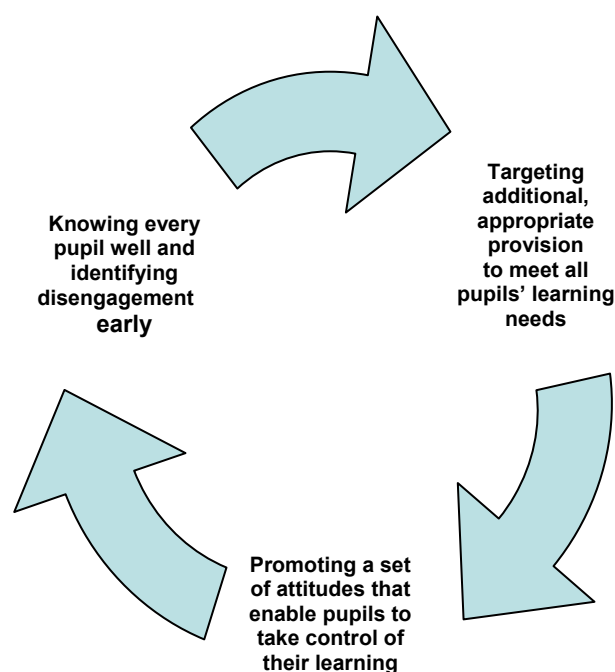 Knowing every
pupil well and
identifying
disengagement
early
Targeting
additional,
appropriate
provision
to meet all
pupils’ learning
needs
Promoting a set
of attitudes that
enable pupils to
take control of
their learning